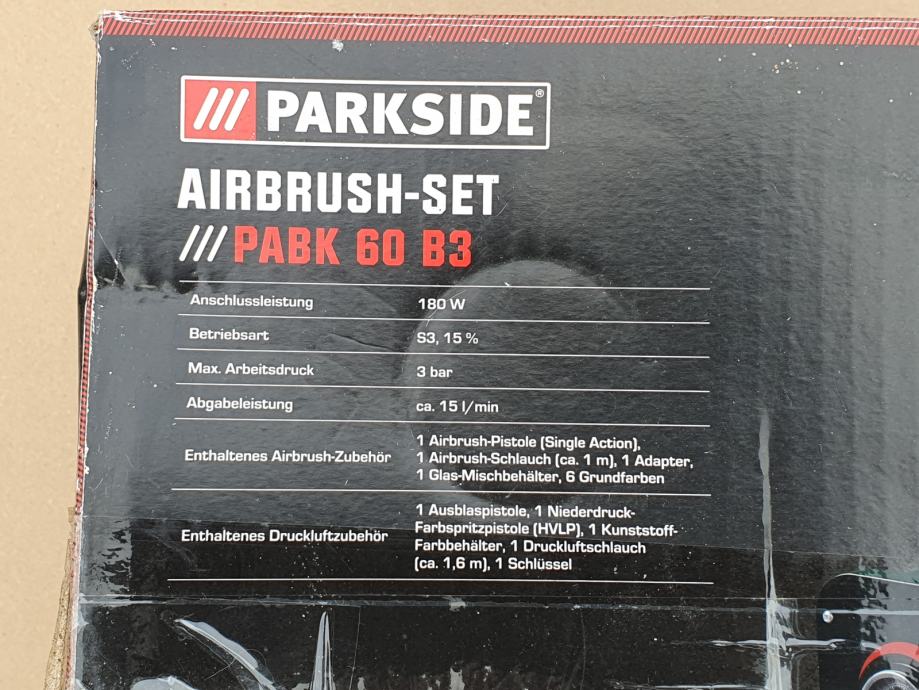 PARKSIDE®
AIRBRUSH-SET
/// PABK 60 B3
Anschlussleistung 180 W
Betriebsart S3, 15 %
Max. Arbeitsdruck 3 bar
Abgabeleistung ca. 15 l/min
Enthaltenes Airbrush-Zubehör 1 Airbrush-Pistole (Single Action),
1 Airbrush-Schlauch (ca. 1 m), 1 Adapter,
1 Glas-Mischbehälter, 6 Grundfarben
Enthaltenes Druckluftzubehör 1 Ausblaspistole, 1 Niederdruck-
Farbspritzpistole (HVLP), 1 Kunststoff-
Farbbehälter, 1 Druckluftschlauch
(ca. 1,6 m), 1 Schlüssel